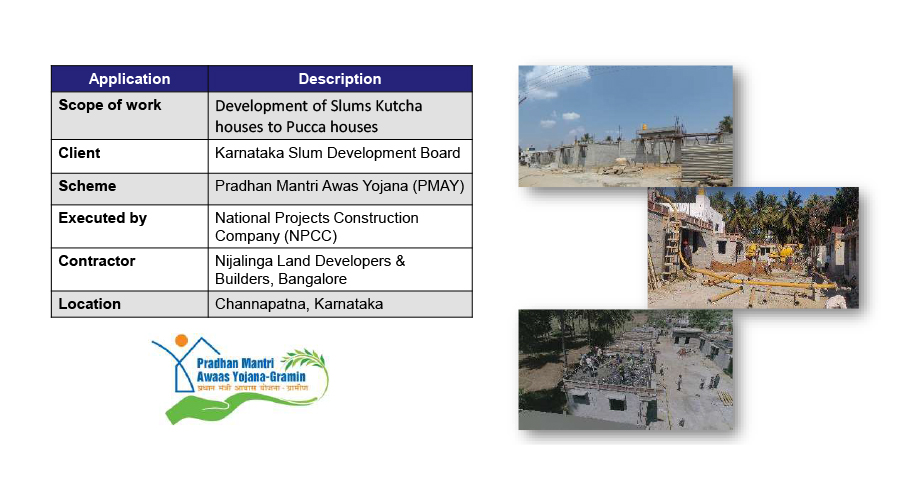 Application Description
Scope of work Development of Slums Kutcha
houses to Pucca houses
Client Karnataka Slum Development Board
Scheme Pradhan Mantri Awas Yojana (PMAY)
Executed by National Projects Construction
Company (NPCC)
Contractor Nijalinga Land Developers &
Builders, Bangalore
Location Channapatna, Karnataka
Pradhan Mantri
Awaas Yojana-Gramin
प्रधान मंत्री आवास योजना - ग्रामीण